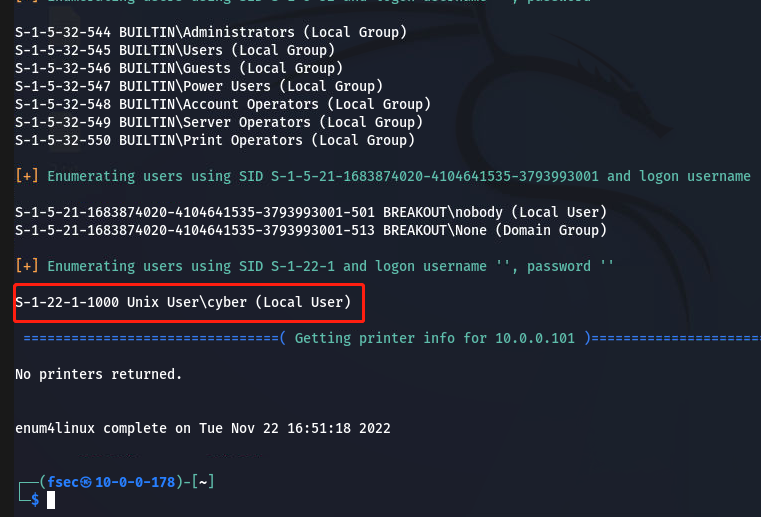 S-1-5-32-544 BUILTIN\Administrators (Local Group)
S-1-5-32-545 BUILTIN\Users (Local Group)
S-1-5-32-546 BUILTIN\Guests (Local Group)
S-1-5-32-547 BUILTIN\Power Users (Local Group)
S-1-5-32-548 BUILTIN\Account Operators (Local Group)
S-1-5-32-549 BUILTIN\Server Operators (Local Group)
S-1-5-32-550 BUILTIN\Print Operators (Local Group)
[+] Enumerating users using SID S-1-5-21-1683874020-4104641535-3793993001 and logon username
S-1-5-21-1683874020-4104641535-3793993001-501 BREAKOUT\nobody (Local User)
S-1-5-21-1683874020-4104641535-3793993001-513 BREAKOUT\None (Domain Group)
[+] Enumerating users using SID S-1-22-1 and logon username '', password ''
S-1-22-1-1000 Unix User\cyber (Local User)
================================( Getting printer info for 10.0.0.101 )=====================
No printers returned.
enum4linux complete on Tue Nov 22 16:51:18 2022
┌──(fsec㉿10-0-0-178)-[~]
└─$